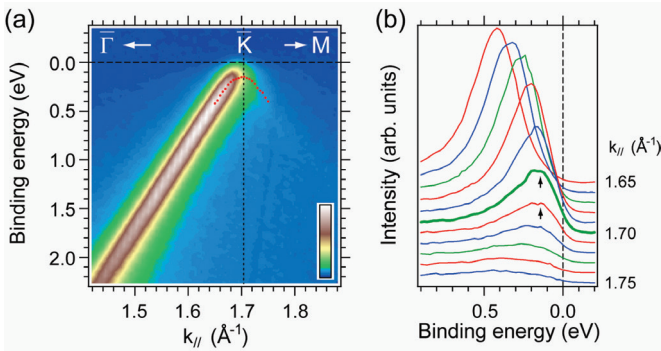 (a)
Γ̅ ← K̅ → M̅
Binding energy (eV)
0.0
0.5
1.0
1.5
2.0
1.5 1.6 1.7 1.8
k// (Å-1)
(b)
Intensity (arb. units)
k// (Å-1)
1.65
1.70
1.75
0.5 0.0
Binding energy (eV)